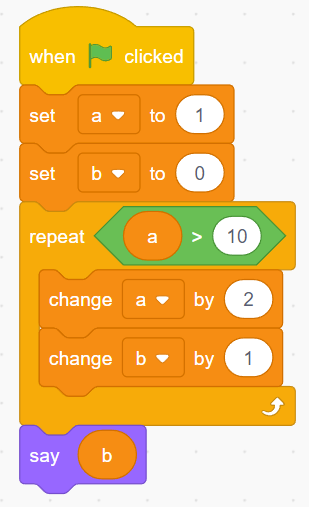 when clicked
set a to 1
set b to 0
repeat a > 10
change a by 2
change b by 1
say b